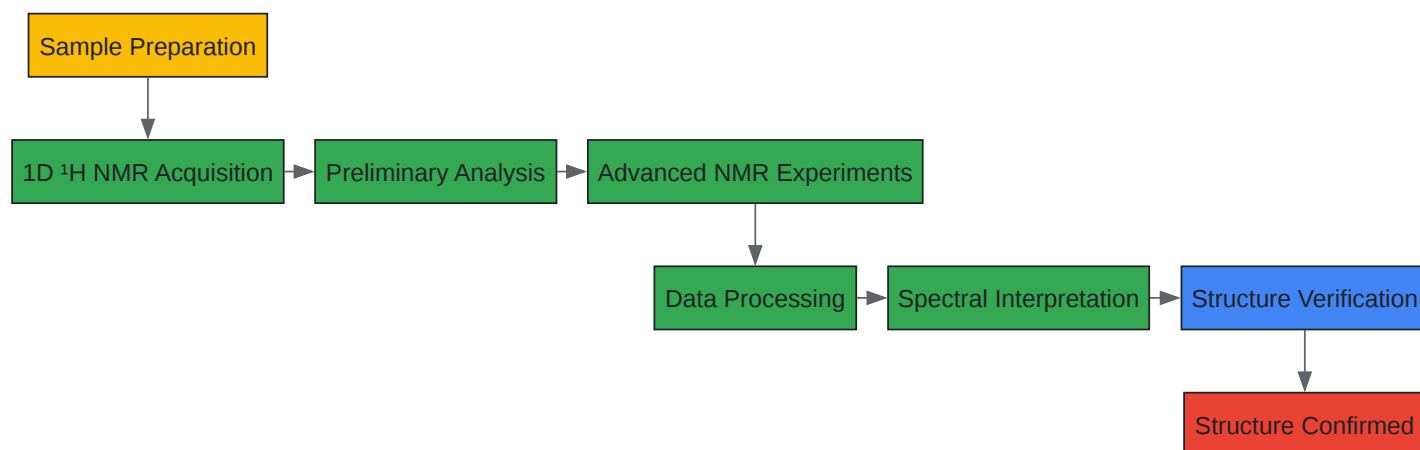 Sample Preparation
1D ¹H NMR Acquisition
Preliminary Analysis
Advanced NMR Experiments
Data Processing
Spectral Interpretation
Structure Verification
Structure Confirmed